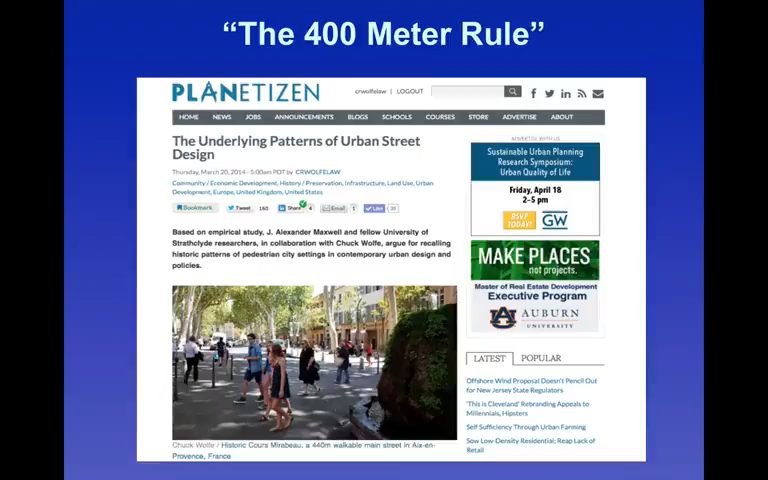 “The 400 Meter Rule”
PLANETIZEN
crwolfelaw | LOGOUT
HOME NEWS JOBS ANNOUNCEMENTS BLOGS SCHOOLS COURSES STORE ADVERTISE ABOUT
The Underlying Patterns of Urban Street
Design
Thursday, March 20, 2014 - 5:00am PDT by CRWOLFELAW
Community / Economic Development, History / Preservation, Infrastructure, Land Use, Urban
Development, Europe, United Kingdom, United States
Bookmark Tweet 160 Share 4 Email 1 Like
Based on empirical study, J. Alexander Maxwell and fellow University of
Strathclyde researchers, in collaboration with Chuck Wolfe, argue for recalling
historic patterns of pedestrian city settings in contemporary urban design and
policies.
Chuck Wolfe / Historic Cours Mirabeau, a 440m walkable main street in Aix-en-
Provence, France
ADVERTISE WITH US
Sustainable Urban Planning
Research Symposium:
Urban Quality of Life
Friday, April 18
2–5 pm
RSVP
TODAY!
GW
MAKE PLACES
not projects.
Master of Real Estate Development
Executive Program
AUBURN
UNIVERSITY
LATEST POPULAR
Offshore Wind Proposal Doesn't Pencil Out
for New Jersey State Regulators
'This is Cleveland' Rebranding Appeals to
Millennials, Hipsters
Self Sufficiency Through Urban Farming
Sow Low-Density Residential; Reap Lack of
Retail